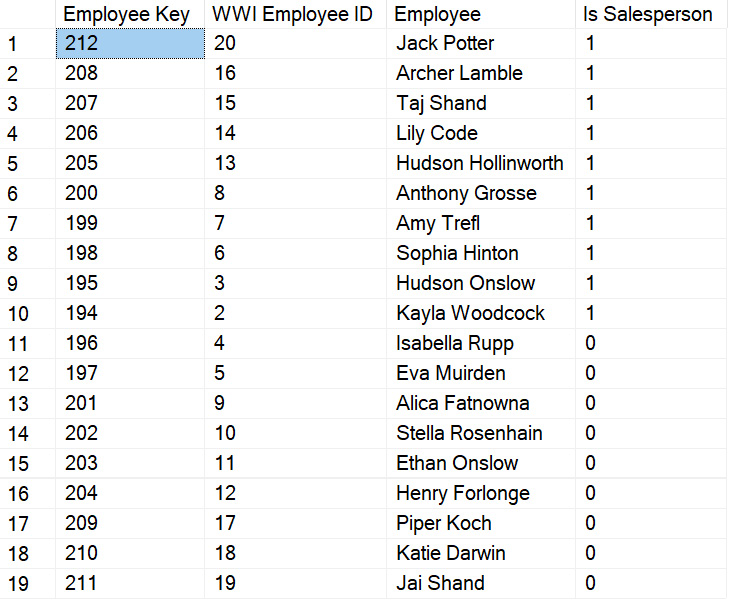 Employee Key WWI Employee ID Employee Is Salesperson
1 212 20 Jack Potter 1
2 208 16 Archer Lamble 1
3 207 15 Taj Shand 1
4 206 14 Lily Code 1
5 205 13 Hudson Hollinworth 1
6 200 8 Anthony Grosse 1
7 199 7 Amy Trefl 1
8 198 6 Sophia Hinton 1
9 195 3 Hudson Onslow 1
10 194 2 Kayla Woodcock 1
11 196 4 Isabella Rupp 0
12 197 5 Eva Muirden 0
13 201 9 Alica Fatnowna 0
14 202 10 Stella Rosenhain 0
15 203 11 Ethan Onslow 0
16 204 12 Henry Forlonge 0
17 209 17 Piper Koch 0
18 210 18 Katie Darwin 0
19 211 19 Jai Shand 0